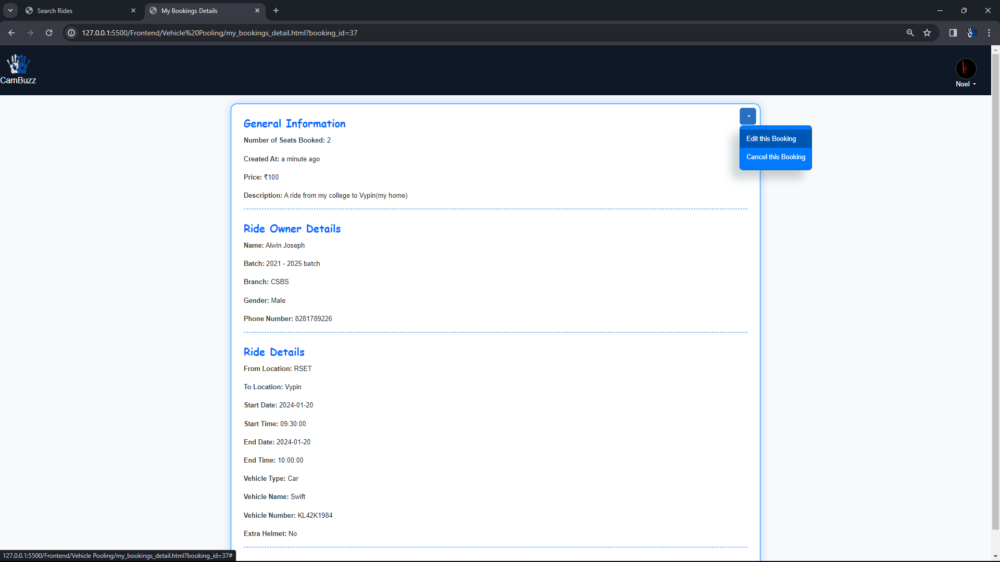 Search Rides
My Bookings Details
127.0.0.1:5500/Frontend/Vehicle%20Pooling/my_bookings_detail.html?booking_id=37
CamBuzz
Noel
General Information
Number of Seats Booked: 2
Created At: a minute ago
Price: ₹100
Description: A ride from my college to Vypin(my home)
Edit this Booking
Cancel this Booking
Ride Owner Details
Name: Alwin Joseph
Batch: 2021 - 2025 batch
Branch: CSBS
Gender: Male
Phone Number: 8281789226
Ride Details
From Location: RSET
To Location: Vypin
Start Date: 2024-01-20
Start Time: 09:30:00
End Date: 2024-01-20
End Time: 10:00:00
Vehicle Type: Car
Vehicle Name: Swift
Vehicle Number: KL42K1984
Extra Helmet: No
127.0.0.1:5500/Frontend/Vehicle Pooling/my_bookings_detail.html?booking_id=37#